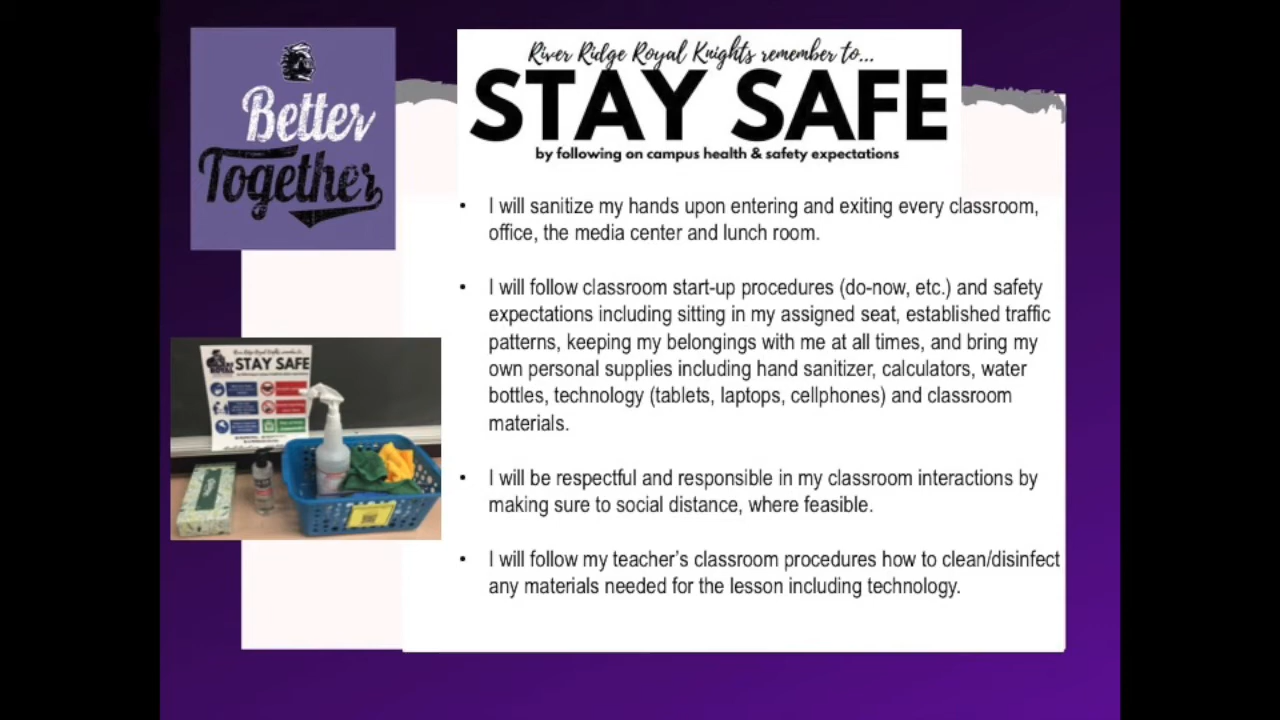 Better
Together
River Ridge Royal Knights remember to...
STAY SAFE
by following on campus health & safety expectations
• I will sanitize my hands upon entering and exiting every classroom,
office, the media center and lunch room.
• I will follow classroom start-up procedures (do-now, etc.) and safety
expectations including sitting in my assigned seat, established traffic
patterns, keeping my belongings with me at all times, and bring my
own personal supplies including hand sanitizer, calculators, water
bottles, technology (tablets, laptops, cellphones) and classroom
materials.
• I will be respectful and responsible in my classroom interactions by
making sure to social distance, where feasible.
• I will follow my teacher’s classroom procedures how to clean/disinfect
any materials needed for the lesson including technology.
River Ridge Royal Knights remember to...
STAY SAFE